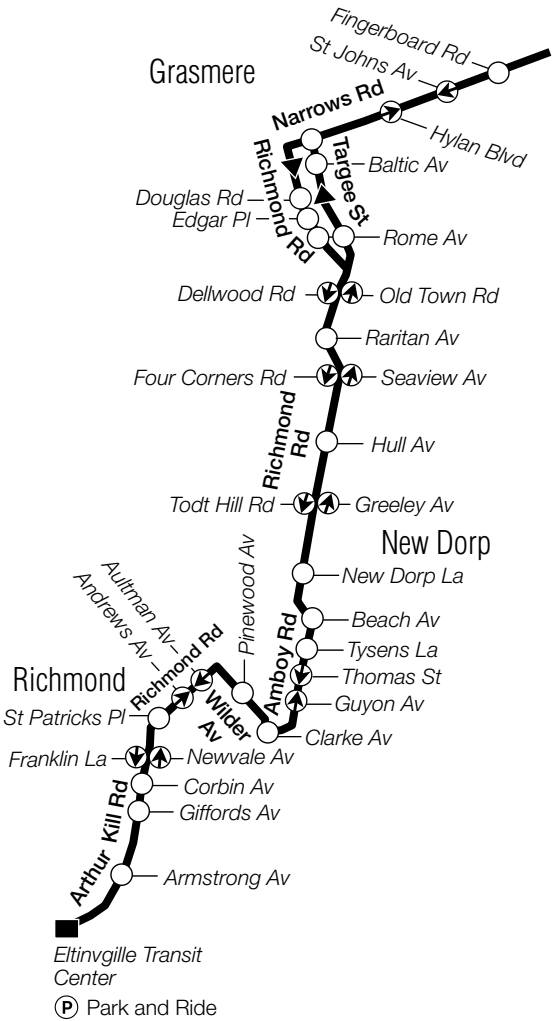 Fingerboard Rd
St Johns Av
Grasmere
Narrows Rd
Hylan Blvd
Richmond Rd
Targee St
Baltic Av
Douglas Rd
Edgar Pl
Rome Av
Dellwood Rd
Old Town Rd
Raritan Av
Four Corners Rd
Seaview Av
Richmond
Rd
Hull Av
Todt Hill Rd
Greeley Av
New Dorp
Pinewood Av
New Dorp La
Aultman Av
Andrews Av
Amboy Rd
Beach Av
Richmond Rd
Tysens La
Richmond
Thomas St
Wilder
Av
Guyon Av
St Patricks Pl
Clarke Av
Franklin La
Newvale Av
Corbin Av
Arthur Kill Rd
Giffords Av
Armstrong Av
Eltinvgille Transit
Center
P Park and Ride